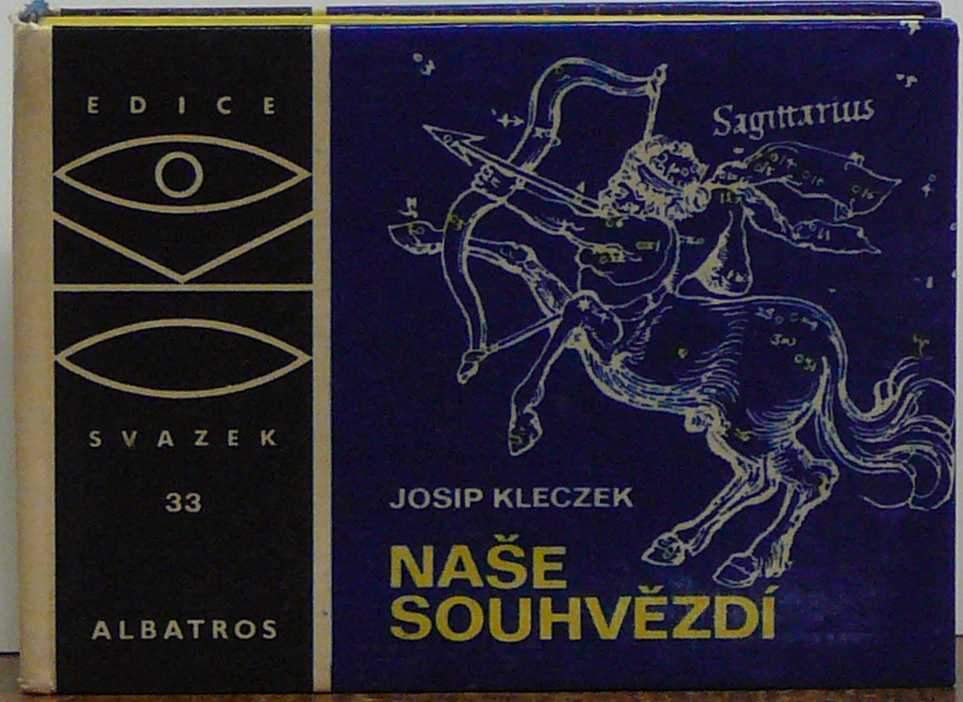 EDICE
SVAZEK
33
ALBATROS
Sagittarius
JOSIP KLECZEK
NAŠE
SOUHVĚZDÍ